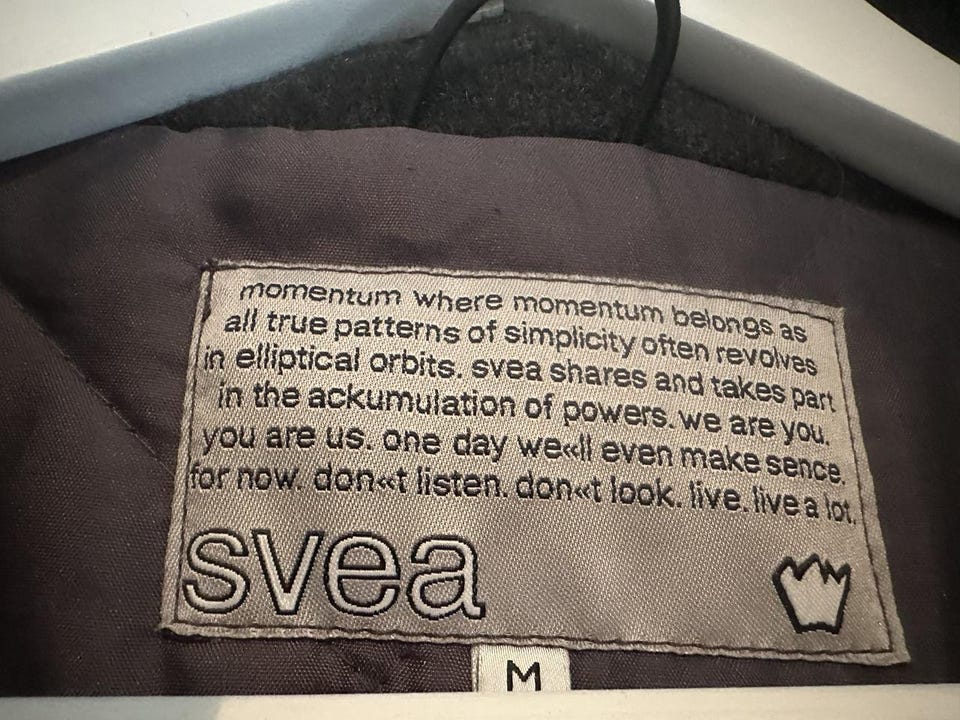 momentum where momentum belongs as
all true patterns of simplicity often revolves
in elliptical orbits. svea shares and takes part
in the ackumulation of powers. we are you.
you are us. one day we««ll even make sence.
for now. don««t listen. don««t look. live. live a lot.
svea
M